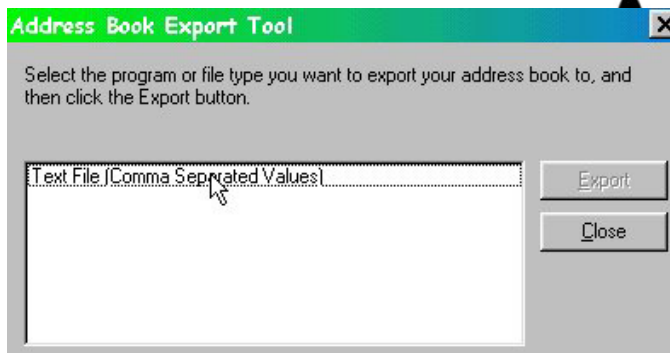 Address Book Export Tool
Select the program or file type you want to export your address book to, and
then click the Export button.
Text File (Comma Separated Values)
Export
Close